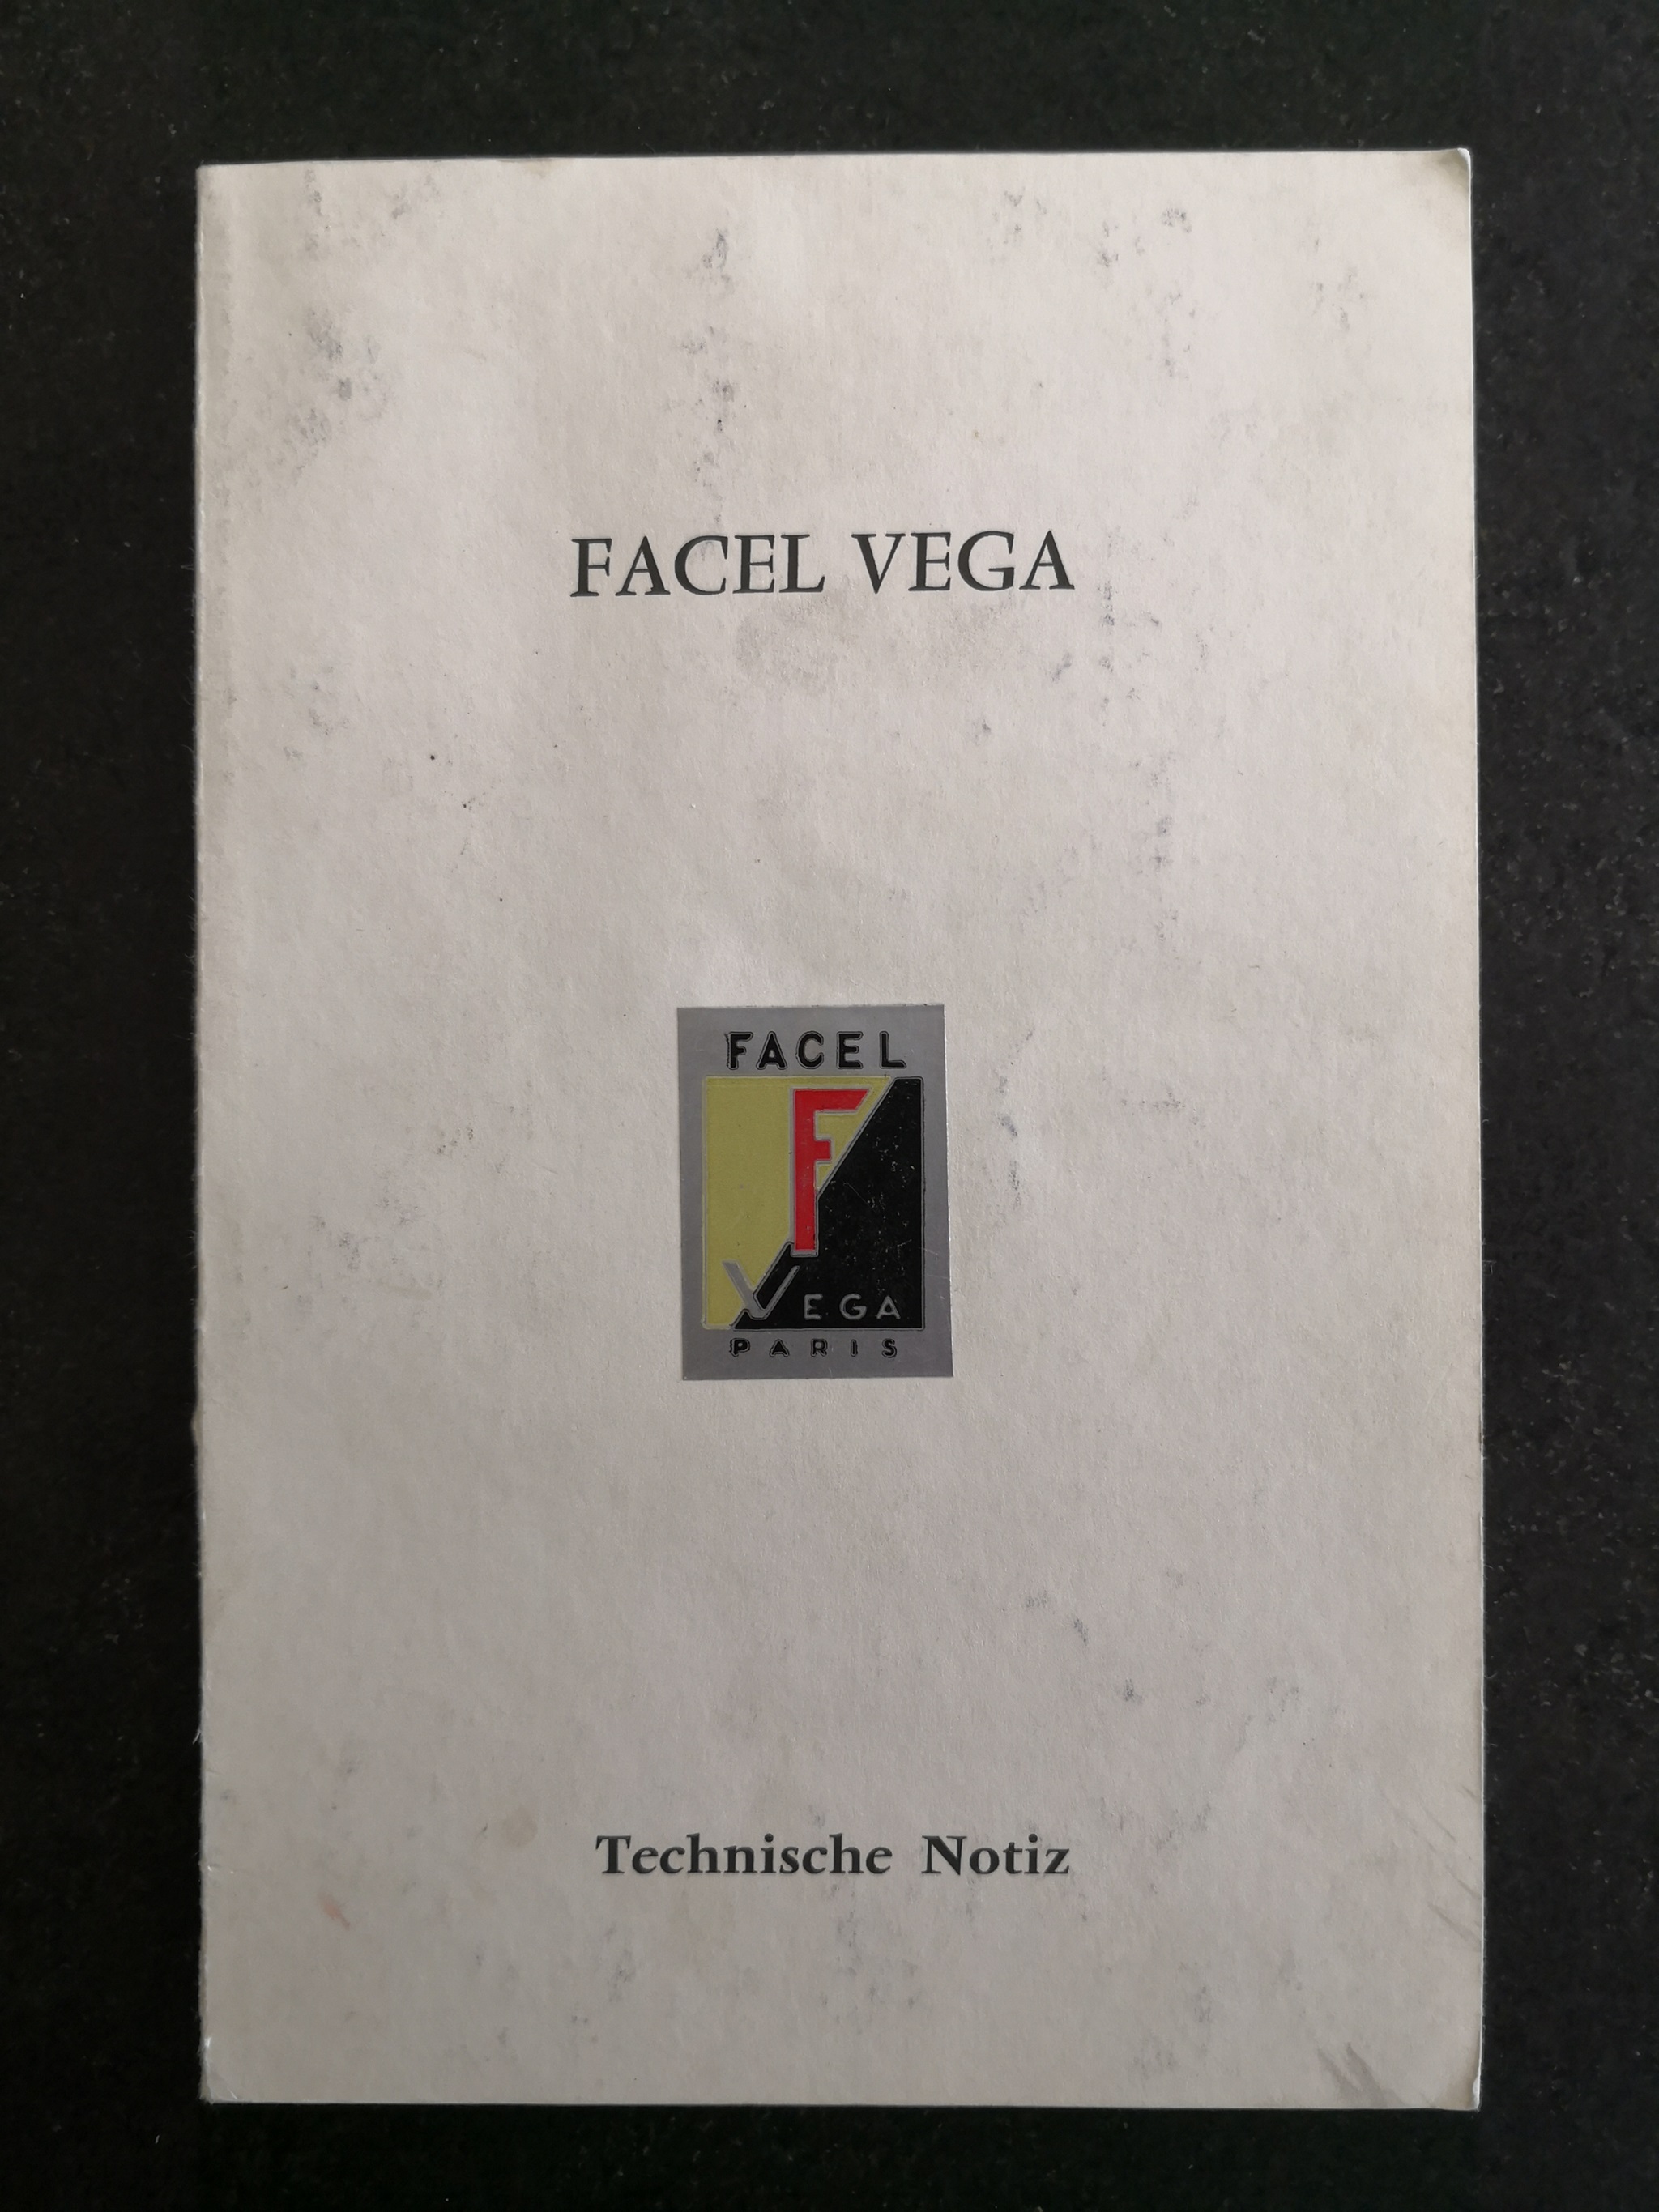 FACEL VEGA
FACEL
F
VEGA
PARIS
Technische Notiz